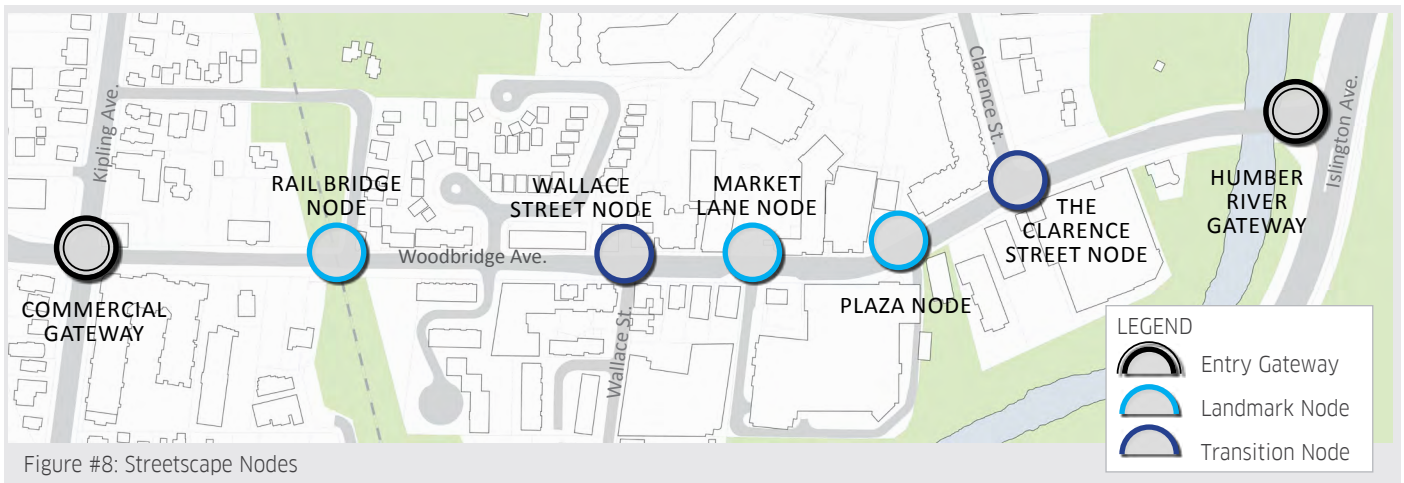 Kipling Ave.
Clarence St.
Islington Ave.
RAIL BRIDGE
NODE
WALLACE
STREET NODE
MARKET
LANE NODE
THE
CLARENCE
STREET NODE
HUMBER
RIVER
GATEWAY
Woodbridge Ave.
COMMERCIAL
GATEWAY
Wallace St.
PLAZA NODE
LEGEND
Entry Gateway
Landmark Node
Transition Node
Figure #8: Streetscape Nodes